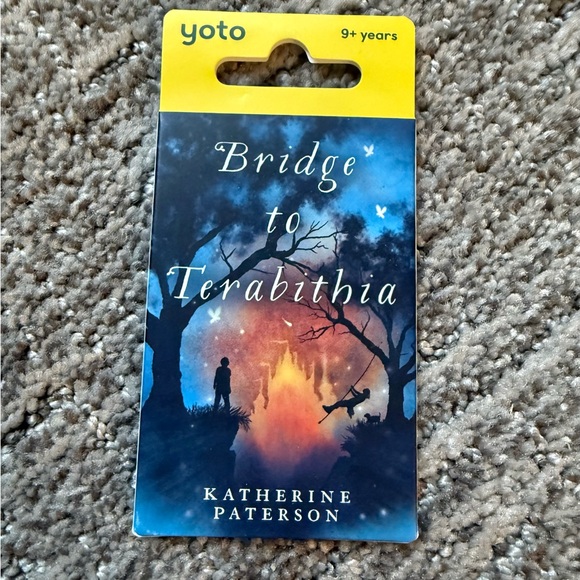 yoto 9+ years
Bridge
to
Terabithia
KATHERINE
PATERSON